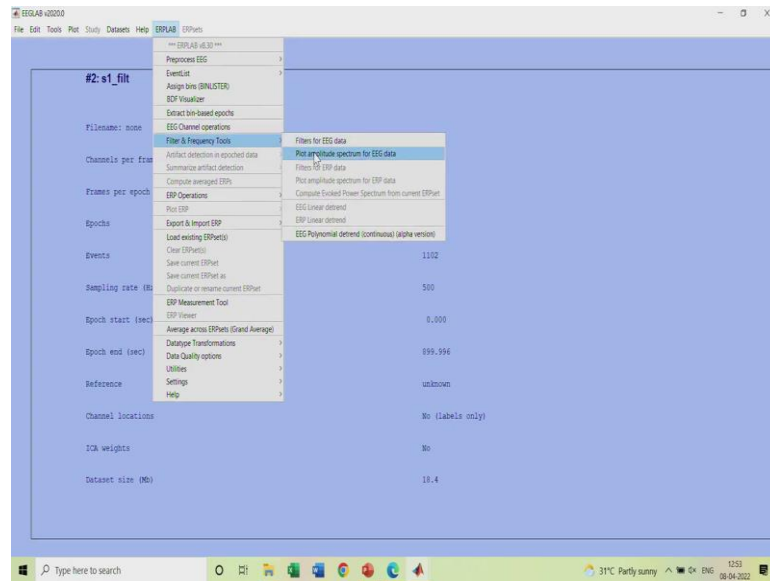 EEGLAB v2020.0
File Edit Tools Plot Study Datasets Help ERPLAB ERPsets
*** ERPLAB v8.30 ***
Preprocess EEG
EventList
Assign bins (BINLISTER)
BDF Visualizer
Extract bin-based epochs
EEG Channel operations
Filter & Frequency Tools
Artifact detection in epoched data
Summarize artifact detection
Compute averaged ERPs
ERP Operations
Plot ERP
Export & Import ERP
Load existing ERPset(s)
Clear ERPset(s)
Save current ERPset
Save current ERPset as
Duplicate or rename current ERPset
ERP Measurement Tool
ERP Viewer
Average across ERPsets (Grand Average)
Datatype Transformations
Data Quality options
Utilities
Settings
Help
Filters for EEG data
Plot amplitude spectrum for EEG data
Filters for ERP data
Plot amplitude spectrum for ERP data
Compute Evoked Power Spectrum from current ERPset
EEG Linear detrend
ERP Linear detrend
EEG Polynomial detrend (continuous) (alpha version)
#2: s1_filt
Filename: none
Channels per fram
Frames per epoch
Epochs
Events 1102
Sampling rate (Hz 500
Epoch start (sec) 0.000
Epoch end (sec) 899.996
Reference unknown
Channel locations No (labels only)
ICA weights No
Dataset size (Mb) 18.4
Type here to search
31°C Partly sunny ENG 12:53
08-04-2022